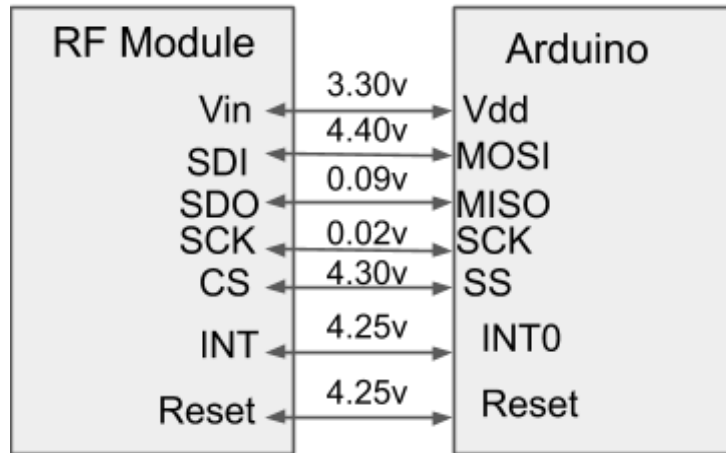 RF Module Arduino
3.30v
Vin Vdd
4.40v
SDI MOSI
0.09v
SDO MISO
SCK 0.02v SCK
CS 4.30v SS
INT 4.25v INT0
4.25v
Reset Reset